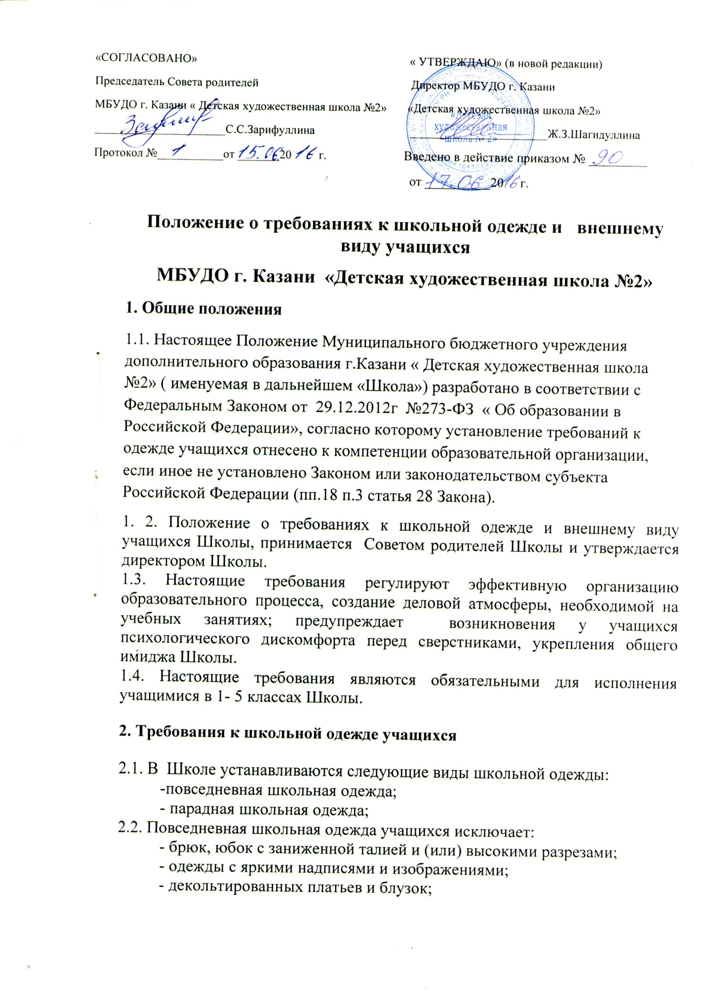 «СОГЛАСОВАНО»
Председатель Совета родителей
МБУДО г. Казани « Детская художественная школа №2»
____________________С.С.Зарифуллина
Протокол №__1__от 15.06.2016 г.
« УТВЕРЖДАЮ» (в новой редакции)
Директор МБУДО г. Казани
«Детская художественная школа №2»
____________________Ж.З.Шагидуллина
Введено в действие приказом № 90
от 17.06 2016 г.
«Детская
художественная
школа № 2»
ОГРН
Положение о требованиях к школьной одежде и внешнему
виду учащихся
МБУДО г. Казани «Детская художественная школа №2»
1. Общие положения
1.1. Настоящее Положение Муниципального бюджетного учреждения
дополнительного образования г.Казани « Детская художественная школа
№2» ( именуемая в дальнейшем «Школа») разработано в соответствии с
Федеральным Законом от 29.12.2012г №273-ФЗ « Об образовании в
Российской Федерации», согласно которому установление требований к
одежде учащихся отнесено к компетенции образовательной организации,
если иное не установлено Законом или законодательством субъекта
Российской Федерации (пп.18 п.3 статья 28 Закона).
1. 2. Положение о требованиях к школьной одежде и внешнему виду
учащихся Школы, принимается Советом родителей Школы и утверждается
директором Школы.
1.3. Настоящие требования регулируют эффективную организацию
образовательного процесса, создание деловой атмосферы, необходимой на
учебных занятиях; предупреждает возникновения у учащихся
психологического дискомфорта перед сверстниками, укрепления общего
имиджа Школы.
1.4. Настоящие требования являются обязательными для исполнения
учащимися в 1- 5 классах Школы.
2. Требования к школьной одежде учащихся
2.1. В Школе устанавливаются следующие виды школьной одежды:
-повседневная школьная одежда;
- парадная школьная одежда;
2.2. Повседневная школьная одежда учащихся исключает:
- брюк, юбок с заниженной талией и (или) высокими разрезами;
- одежды с яркими надписями и изображениями;
- декольтированных платьев и блузок;